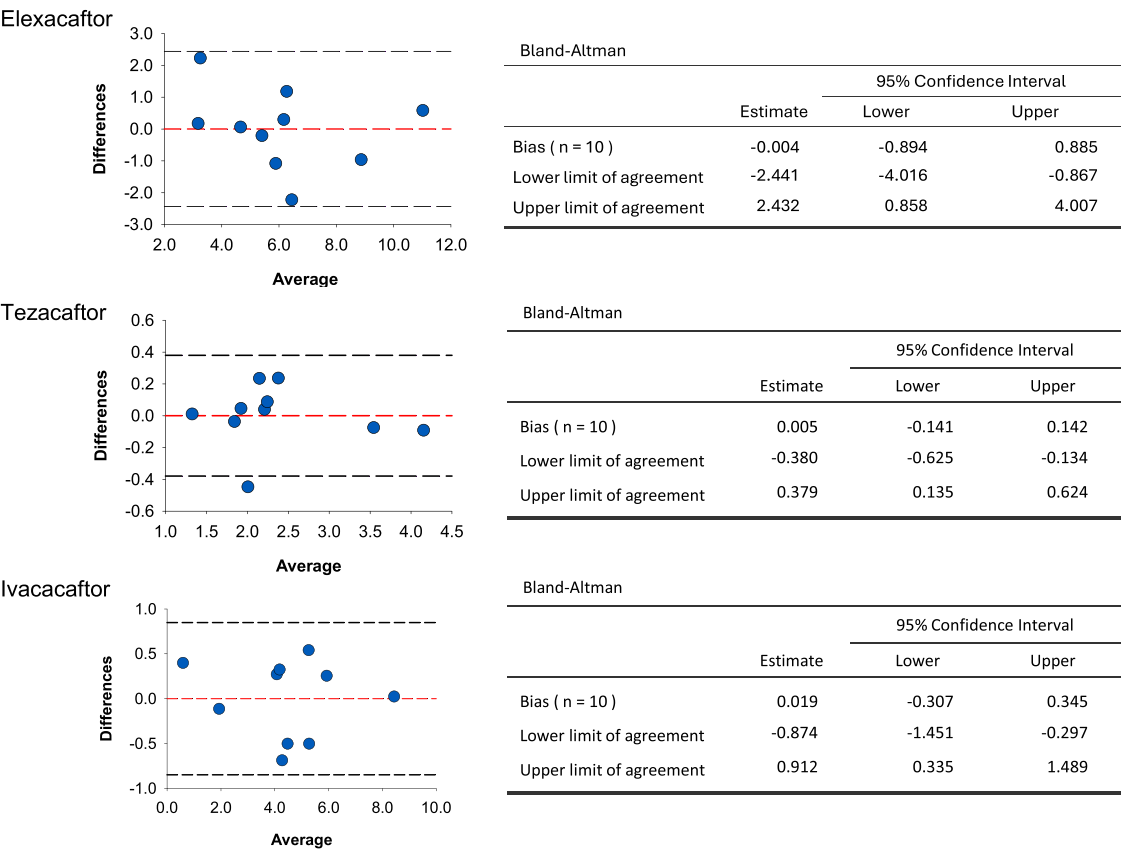 Elexacaftor
3.0
2.0
1.0
0.0
-1.0
-2.0
-3.0
Differences
2.0 4.0 6.0 8.0 10.0 12.0
Average
Bland-Altman
95% Confidence Interval
Estimate Lower Upper
Bias ( n = 10 ) -0.004 -0.894 0.885
Lower limit of agreement -2.441 -4.016 -0.867
Upper limit of agreement 2.432 0.858 4.007
Tezacaftor
0.6
0.4
0.2
0.0
-0.2
-0.4
-0.6
Differences
1.0 1.5 2.0 2.5 3.0 3.5 4.0 4.5
Average
Bland-Altman
95% Confidence Interval
Estimate Lower Upper
Bias ( n = 10 ) 0.005 -0.141 0.142
Lower limit of agreement -0.380 -0.625 -0.134
Upper limit of agreement 0.379 0.135 0.624
Ivacacaftor
1.0
0.5
0.0
-0.5
-1.0
Differences
0.0 2.0 4.0 6.0 8.0 10.0
Average
Bland-Altman
95% Confidence Interval
Estimate Lower Upper
Bias ( n = 10 ) 0.019 -0.307 0.345
Lower limit of agreement -0.874 -1.451 -0.297
Upper limit of agreement 0.912 0.335 1.489